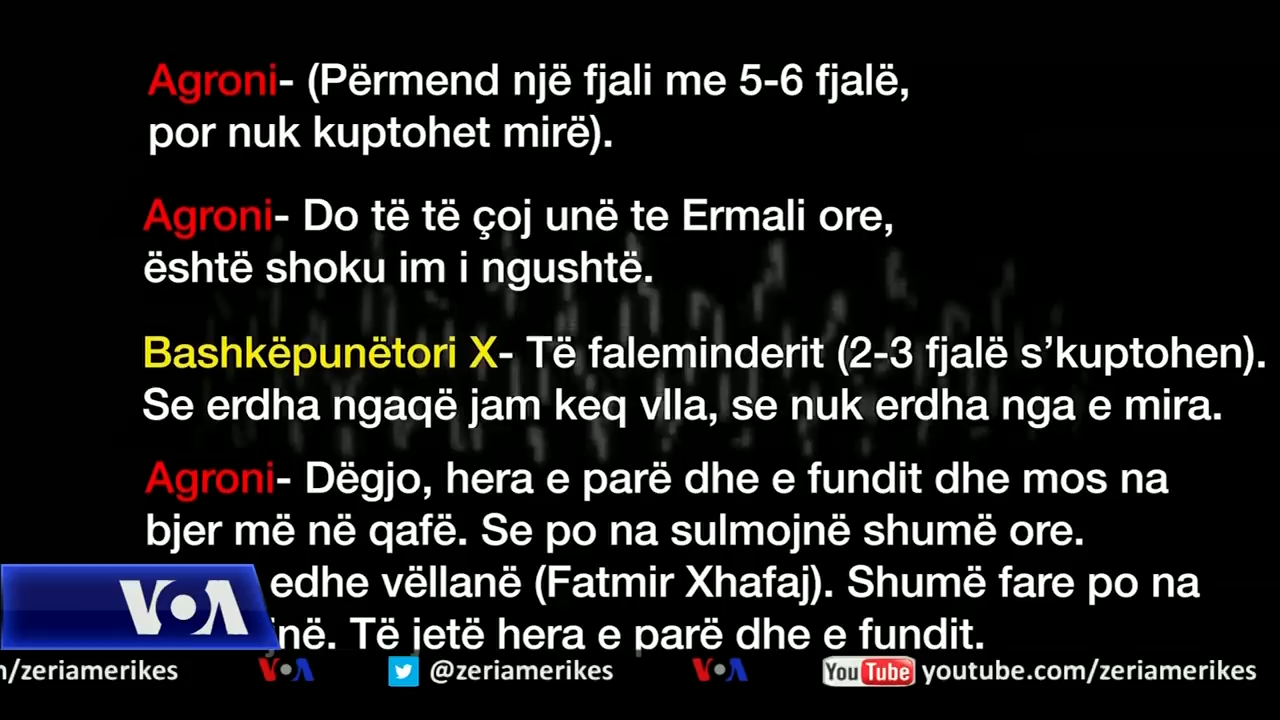 Agroni- (Përmend një fjali me 5-6 fjalë,
por nuk kuptohet mirë).
Agroni- Do të të çoj unë te Ermali ore,
është shoku im i ngushtë.
Bashkëpunëtori X- Të faleminderit (2-3 fjalë s’kuptohen).
Se erdha ngaqë jam keq vlla, se nuk erdha nga e mira.
Agroni- Dëgjo, hera e parë dhe e fundit dhe mos na
bjer më në qafë. Se po na sulmojnë shumë ore.
edhe vëllanë (Fatmir Xhafaj). Shumë fare po na
Të jetë hera e parë dhe e fundit.
VOA
/zeriamerikes VOA @zeriamerikes VOA YouTube youtube.com/zeriamerikes